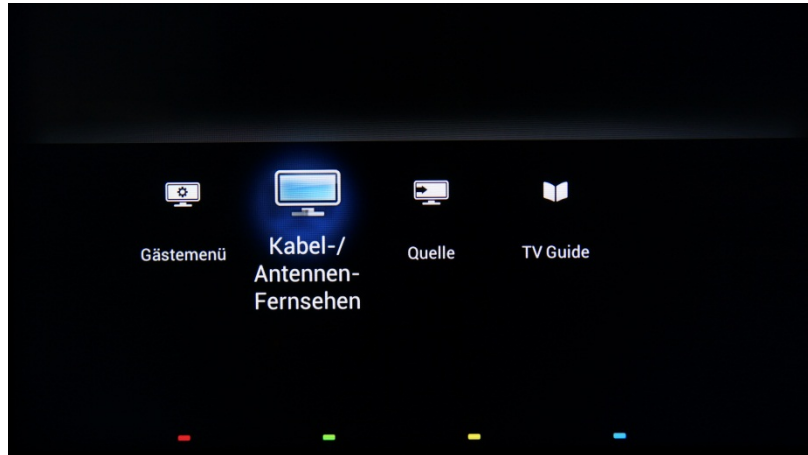 Gästemenü
Kabel-/
Antennen-
Fernsehen
Quelle
TV Guide